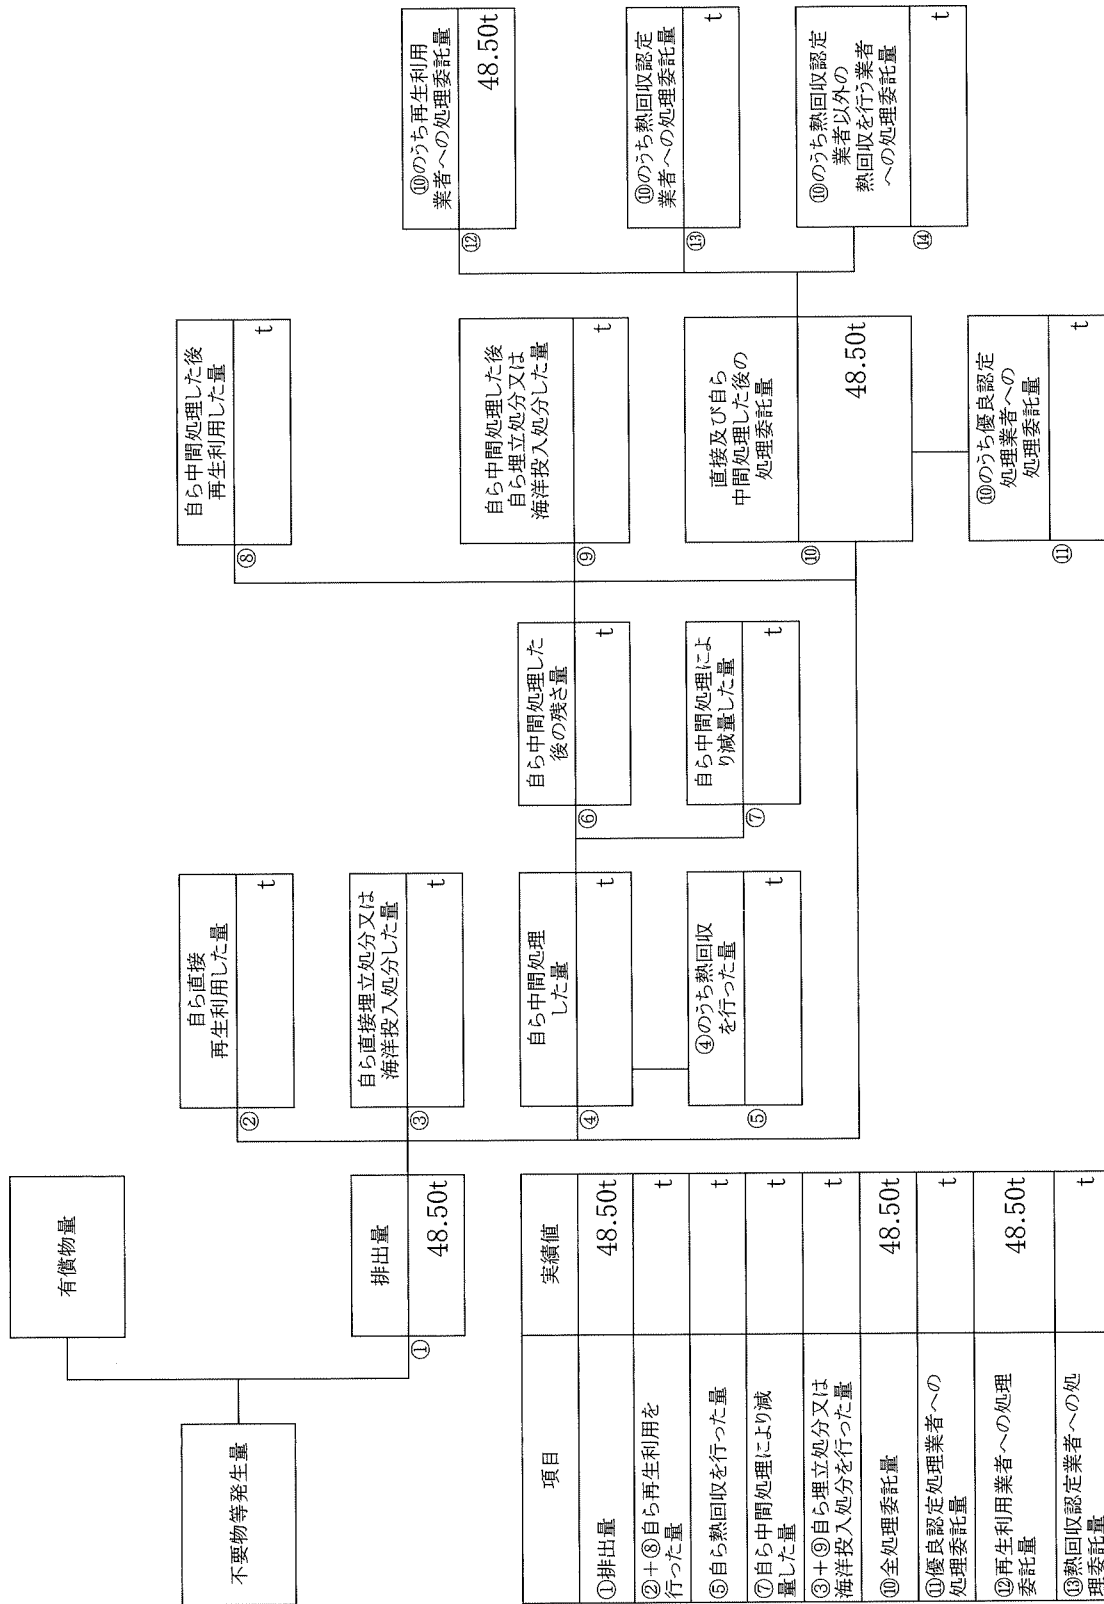 不要物等発生量
有償物量
①
排出量
48.50t
②
自ら直接
再生利用した量
t
③
自ら直接埋立処分又は
海洋投入処分した量
t
④
自ら中間処理
した量
t
⑤
④のうち熱回収
を行った量
t
⑥
自ら中間処理した
後の残さ量
t
⑦
自ら中間処理によ
り減量した量
t
⑧
自ら中間処理した後
再生利用した量
t
⑨
自ら中間処理した後
自ら埋立処分又は
海洋投入処分した量
t
⑩
直接及び自ら
中間処理した後の
処理委託量
48.50t
⑪
⑩のうち優良認定
処理業者への
処理委託量
t
⑫
⑩のうち再生利用
業者への処理委託量
48.50t
⑬
⑩のうち熱回収認定
業者への処理委託量
t
⑭
⑩のうち熱回収認定
業者以外の
熱回収を行う業者
への処理委託量
t
項目
実績値
①排出量
48.50t
②+⑧自ら再生利用を
行った量
t
⑤自ら熱回収を行った量
t
⑦自ら中間処理により減
量した量
t
③+⑨自ら埋立処分又は
海洋投入処分を行った量
t
⑩全処理委託量
48.50t
⑪優良認定処理業者への
処理委託量
t
⑫再生利用業者への処理
委託量
48.50t
⑬熱回収認定業者への処
理委託量
t